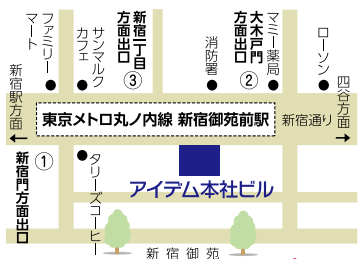 ファミリー
マート
サンマルク
カフェ
新宿一丁目
方面出口
③
消防署
大木戸門
方面出口
②
マミー薬局
ローソン
新宿駅方面
東京メトロ丸ノ内線 新宿御苑前駅
新宿通り
四谷方面
①
新宿門方面出口
タリーズコーヒー
アイデム本社ビル
新宿御苑